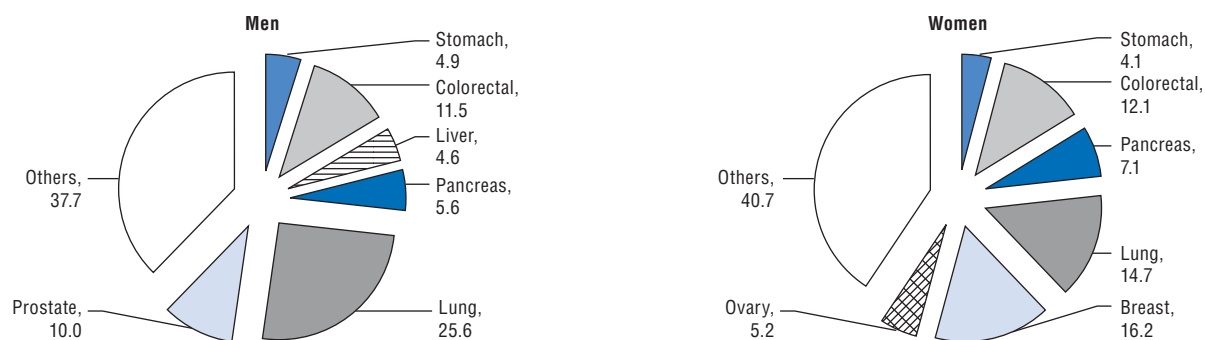 Men
Stomach,
4.9
Colorectal,
11.5
Liver,
4.6
Pancreas,
5.6
Lung,
25.6
Prostate,
10.0
Others,
37.7
Women
Stomach,
4.1
Colorectal,
12.1
Pancreas,
7.1
Lung,
14.7
Breast,
16.2
Ovary,
5.2
Others,
40.7